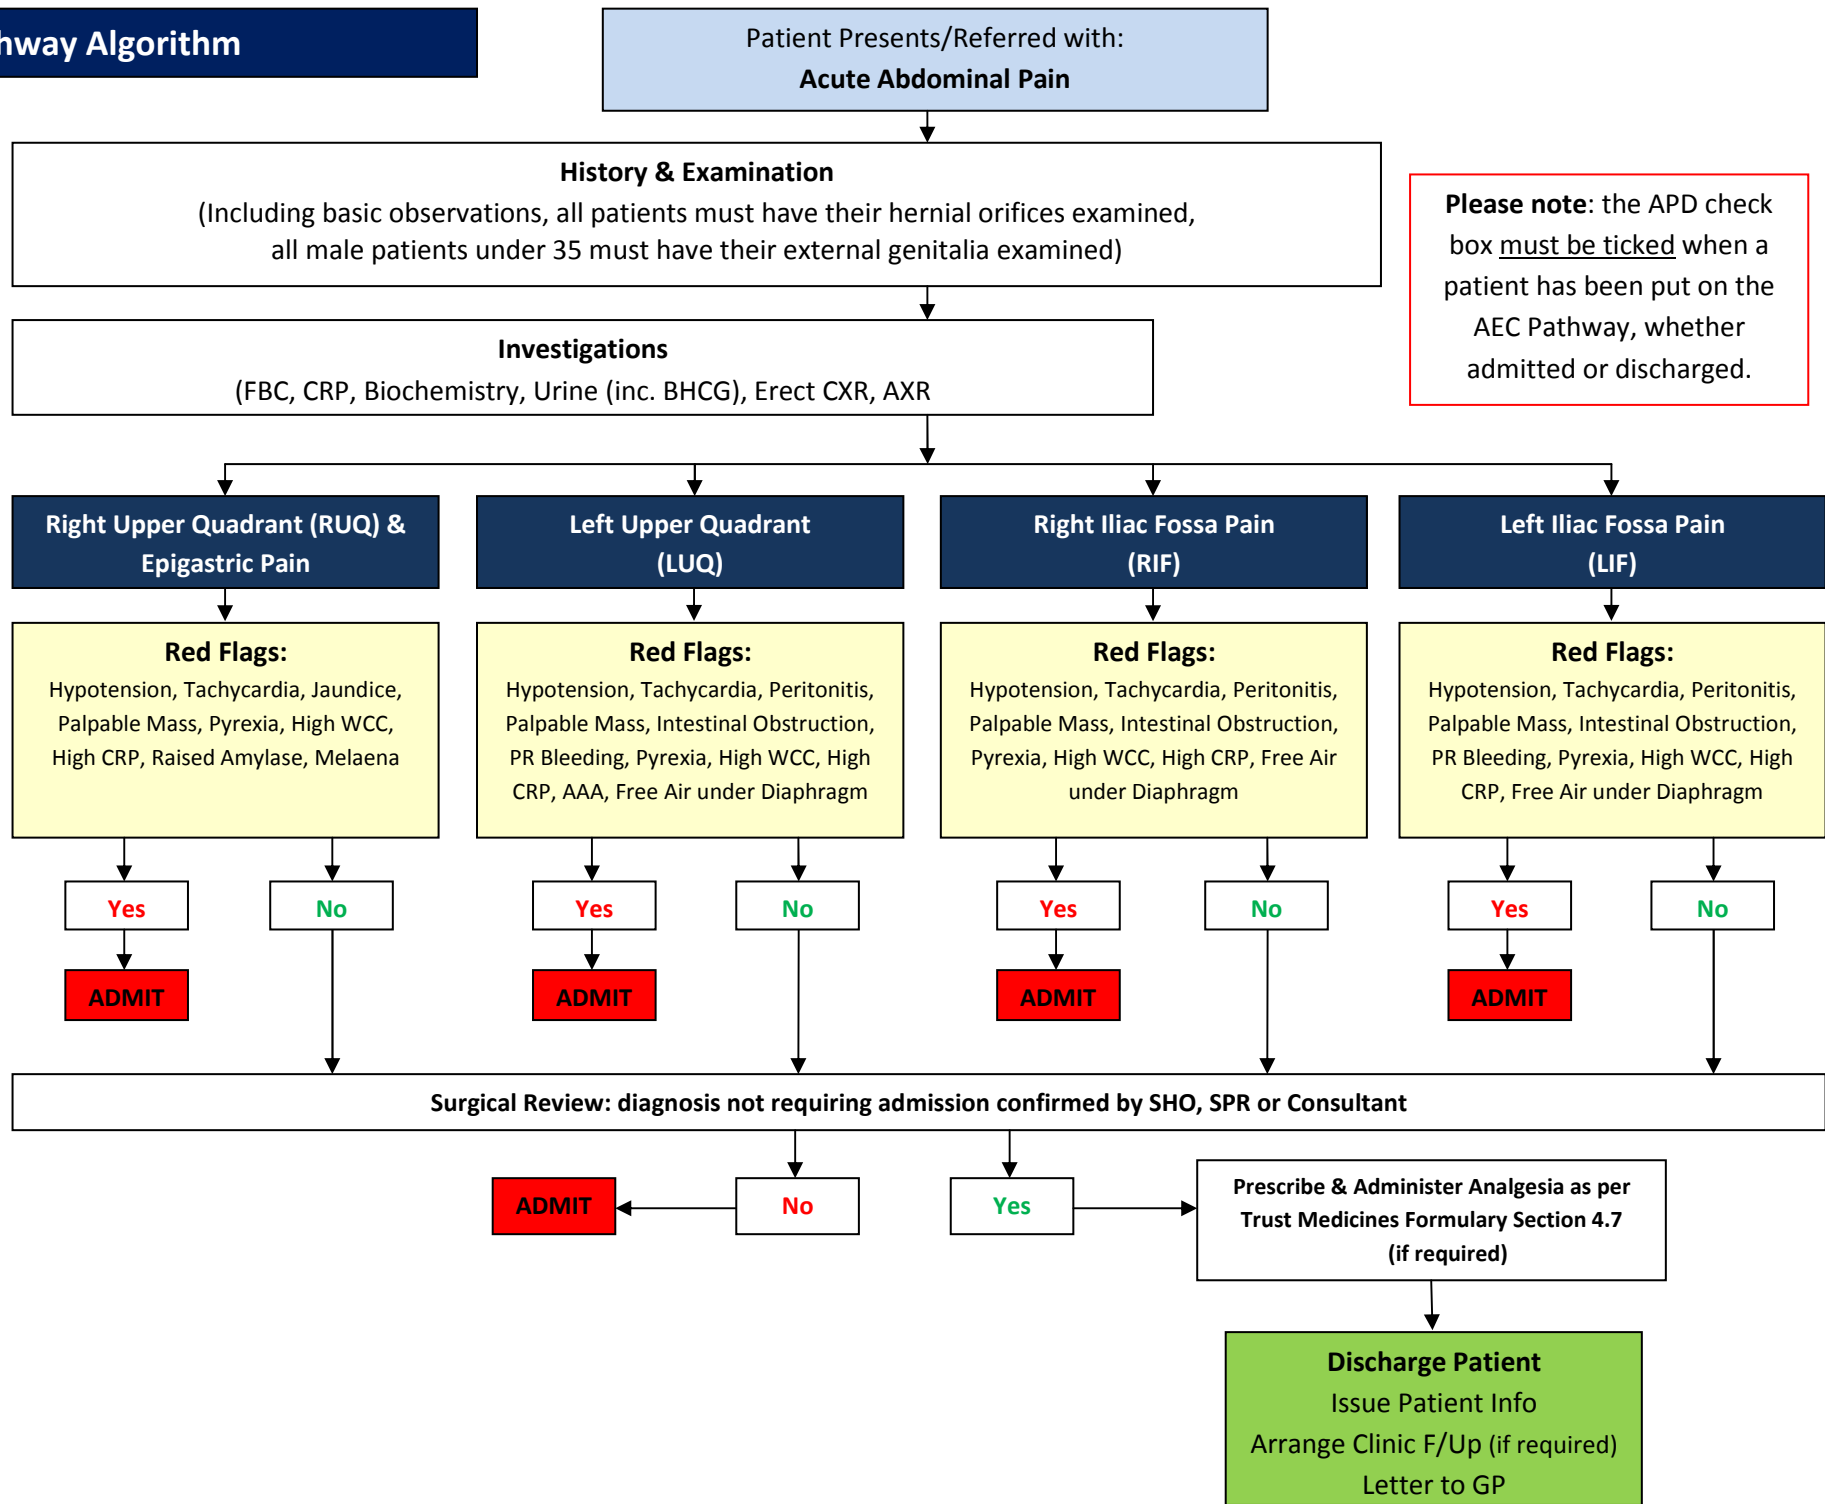 hway Algorithm
Patient Presents/Referred with:
Acute Abdominal Pain
History & Examination
(Including basic observations, all patients must have their hernial orifices examined,
all male patients under 35 must have their external genitalia examined)
Please note: the APD check
box must be ticked when a
patient has been put on the
AEC Pathway, whether
admitted or discharged.
Investigations
(FBC, CRP, Biochemistry, Urine (inc. BHCG), Erect CXR, AXR
Right Upper Quadrant (RUQ) &
Epigastric Pain
Left Upper Quadrant
(LUQ)
Right Iliac Fossa Pain
(RIF)
Left Iliac Fossa Pain
(LIF)
Red Flags:
Hypotension, Tachycardia, Jaundice,
Palpable Mass, Pyrexia, High WCC,
High CRP, Raised Amylase, Melaena
Red Flags:
Hypotension, Tachycardia, Peritonitis,
Palpable Mass, Intestinal Obstruction,
PR Bleeding, Pyrexia, High WCC, High
CRP, AAA, Free Air under Diaphragm
Red Flags:
Hypotension, Tachycardia, Peritonitis,
Palpable Mass, Intestinal Obstruction,
Pyrexia, High WCC, High CRP, Free Air
under Diaphragm
Red Flags:
Hypotension, Tachycardia, Peritonitis,
Palpable Mass, Intestinal Obstruction,
PR Bleeding, Pyrexia, High WCC, High
CRP, Free Air under Diaphragm
Yes
No
Yes
No
Yes
No
Yes
No
ADMIT
ADMIT
ADMIT
ADMIT
Surgical Review: diagnosis not requiring admission confirmed by SHO, SPR or Consultant
ADMIT
No
Yes
Prescribe & Administer Analgesia as per
Trust Medicines Formulary Section 4.7
(if required)
Discharge Patient
Issue Patient Info
Arrange Clinic F/Up (if required)
Letter to GP